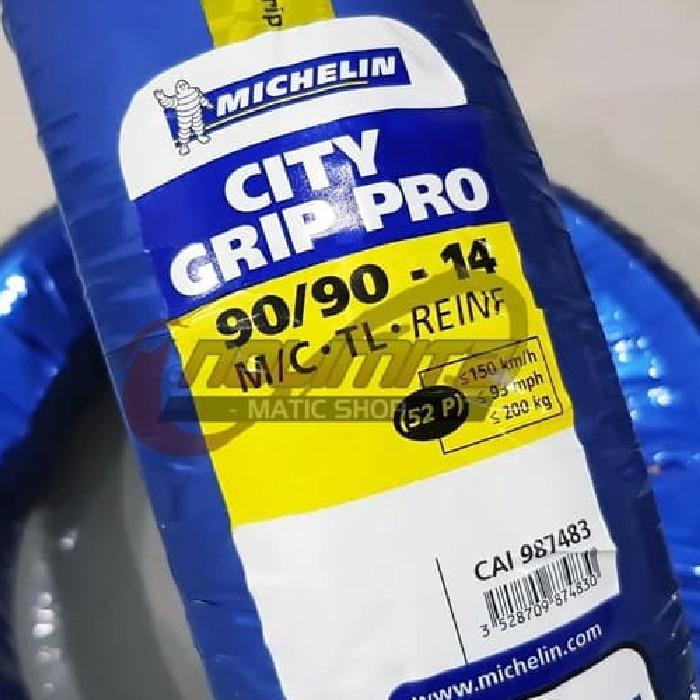 Grip
MICHELIN
CITY
GRIP PRO
90/90 - 14
M/C • TL • REINF
(52 P)
≤150 km/h
≤ 93 mph
≤ 200 kg
- MATIC SHOP
CAI 987483
3 528709 874830
www.michelin.com